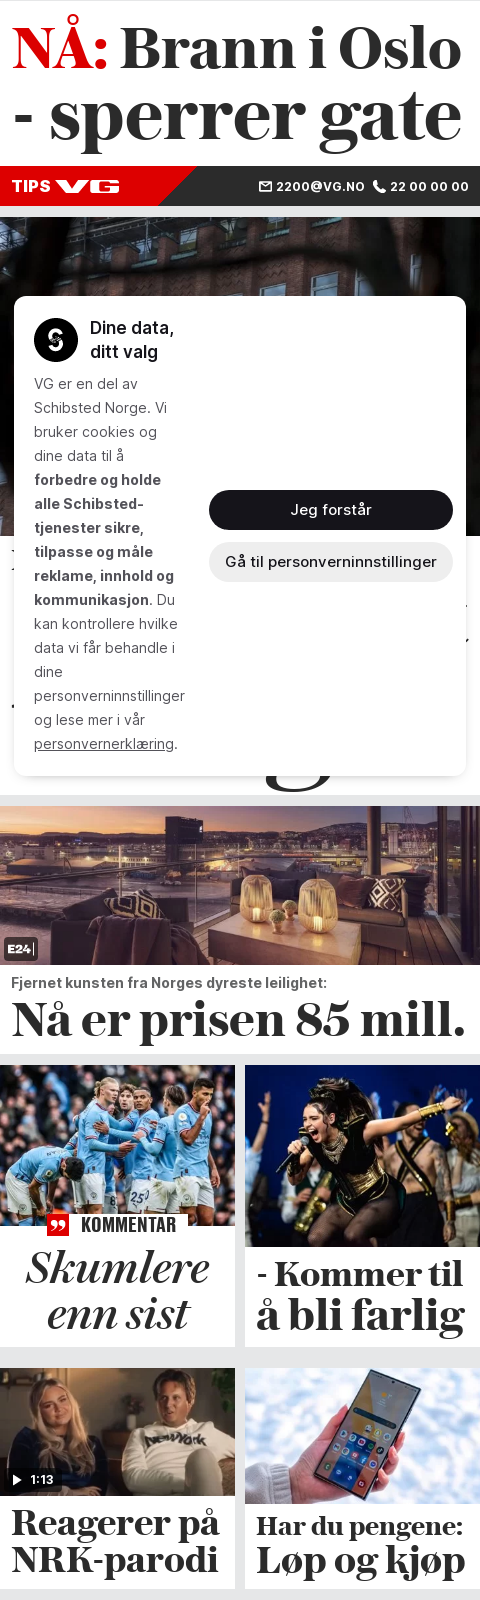 NÅ: Brann i Oslo
- sperrer gate
TIPS VG
2200@VG.NO 22 00 00 00
Dine data,
ditt valg
VG er en del av
Schibsted Norge. Vi
bruker cookies og
dine data til å
forbedre og holde
alle Schibsted-
tjenester sikre,
tilpasse og måle
reklame, innhold og
kommunikasjon. Du
kan kontrollere hvilke
data vi får behandle i
dine
personverninnstillinger
og lese mer i vår
personvernerklæring.
Jeg forstår
Gå til personverninnstillinger
E24
Fjernet kunsten fra Norges dyreste leilighet:
Nå er prisen 85 mill.
KOMMENTAR
Skumlere
enn sist
- Kommer til
å bli farlig
1:13
New York
Reagerer på
NRK-parodi
Har du pengene:
Løp og kjøp